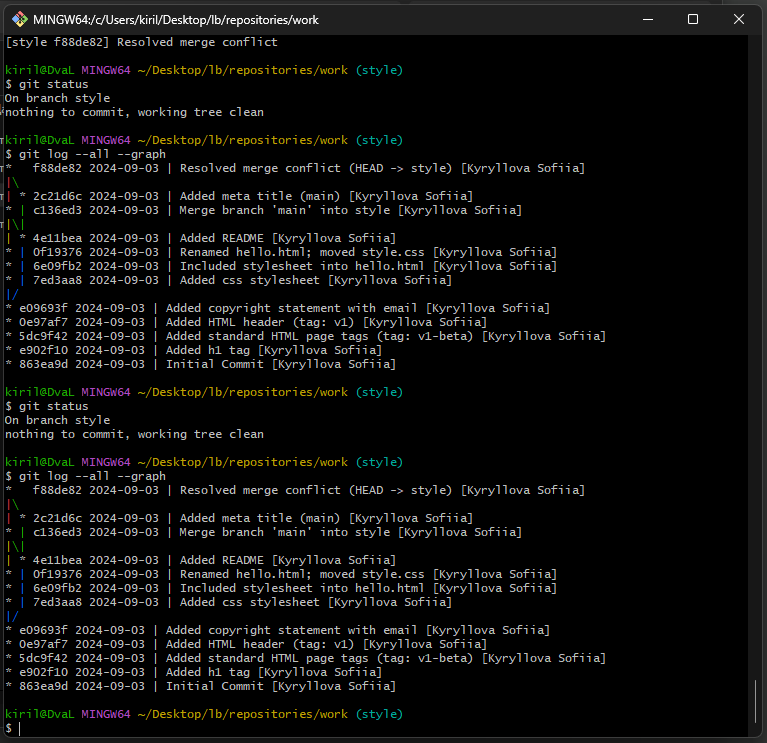 MINGW64:/c/Users/kiril/Desktop/lb/repositories/work
[style f88de82] Resolved merge conflict
kiril@DvaL MINGW64 ~/Desktop/lb/repositories/work (style)
$ git status
On branch style
nothing to commit, working tree clean
kiril@DvaL MINGW64 ~/Desktop/lb/repositories/work (style)
$ git log --all --graph
*   f88de82 2024-09-03 | Resolved merge conflict (HEAD -> style) [Kyryllova Sofiia]
|\
| * 2c21d6c 2024-09-03 | Added meta title (main) [Kyryllova Sofiia]
* | c136ed3 2024-09-03 | Merge branch 'main' into style [Kyryllova Sofiia]
|\|
| * 4e11bea 2024-09-03 | Added README [Kyryllova Sofiia]
* | 0f19376 2024-09-03 | Renamed hello.html; moved style.css [Kyryllova Sofiia]
* | 6e09fb2 2024-09-03 | Included stylesheet into hello.html [Kyryllova Sofiia]
* | 7ed3aa8 2024-09-03 | Added css stylesheet [Kyryllova Sofiia]
|/
* e09693f 2024-09-03 | Added copyright statement with email [Kyryllova Sofiia]
* 0e97af7 2024-09-03 | Added HTML header (tag: v1) [Kyryllova Sofiia]
* 5dc9f42 2024-09-03 | Added standard HTML page tags (tag: v1-beta) [Kyryllova Sofiia]
* e902f10 2024-09-03 | Added h1 tag [Kyryllova Sofiia]
* 863ea9d 2024-09-03 | Initial Commit [Kyryllova Sofiia]
kiril@DvaL MINGW64 ~/Desktop/lb/repositories/work (style)
$ git status
On branch style
nothing to commit, working tree clean
kiril@DvaL MINGW64 ~/Desktop/lb/repositories/work (style)
$ git log --all --graph
*   f88de82 2024-09-03 | Resolved merge conflict (HEAD -> style) [Kyryllova Sofiia]
|\
| * 2c21d6c 2024-09-03 | Added meta title (main) [Kyryllova Sofiia]
* | c136ed3 2024-09-03 | Merge branch 'main' into style [Kyryllova Sofiia]
|\|
| * 4e11bea 2024-09-03 | Added README [Kyryllova Sofiia]
* | 0f19376 2024-09-03 | Renamed hello.html; moved style.css [Kyryllova Sofiia]
* | 6e09fb2 2024-09-03 | Included stylesheet into hello.html [Kyryllova Sofiia]
* | 7ed3aa8 2024-09-03 | Added css stylesheet [Kyryllova Sofiia]
|/
* e09693f 2024-09-03 | Added copyright statement with email [Kyryllova Sofiia]
* 0e97af7 2024-09-03 | Added HTML header (tag: v1) [Kyryllova Sofiia]
* 5dc9f42 2024-09-03 | Added standard HTML page tags (tag: v1-beta) [Kyryllova Sofiia]
* e902f10 2024-09-03 | Added h1 tag [Kyryllova Sofiia]
* 863ea9d 2024-09-03 | Initial Commit [Kyryllova Sofiia]
kiril@DvaL MINGW64 ~/Desktop/lb/repositories/work (style)
$